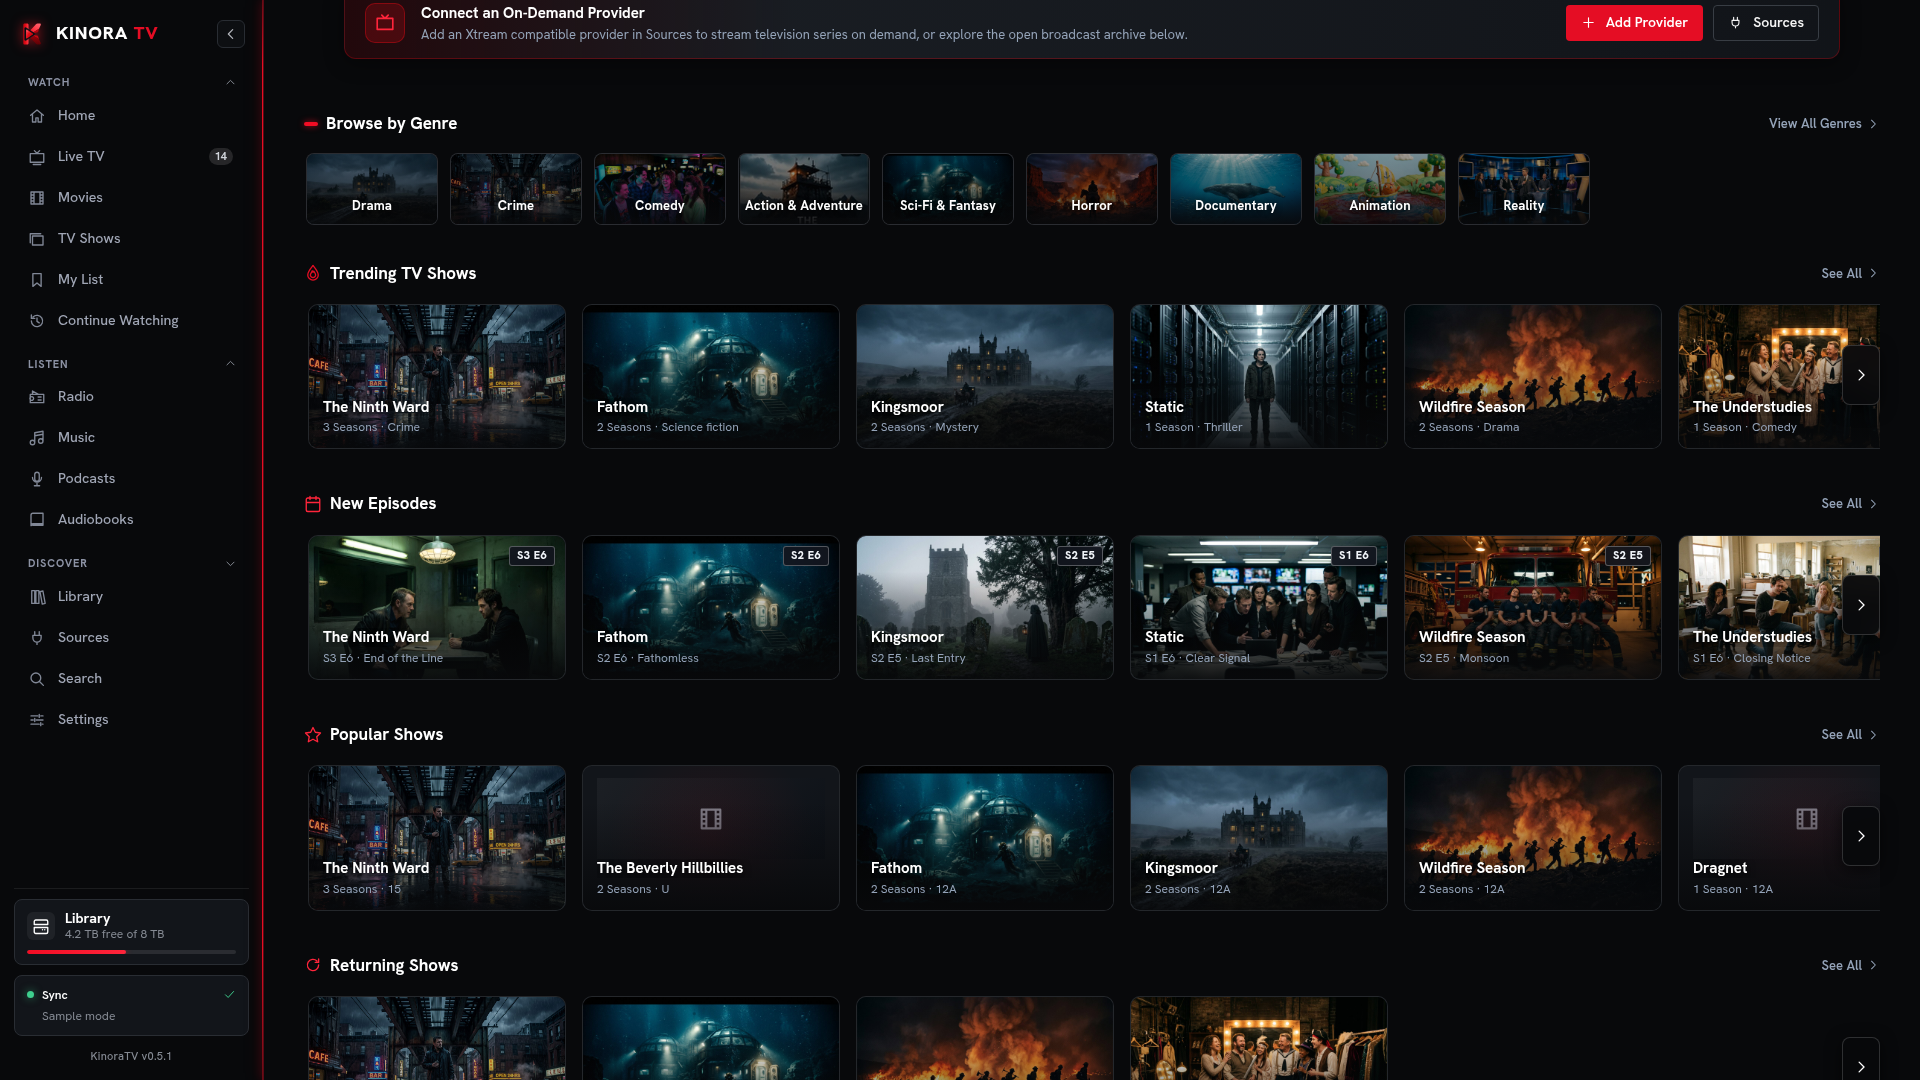 KINORA TV
WATCH
Home
Live TV
14
Movies
TV Shows
My List
Continue Watching
LISTEN
Radio
Music
Podcasts
Audiobooks
DISCOVER
Library
Sources
Search
Settings
Library
4.2 TB free of 8 TB
Sync
Sample mode
KinoraTV v0.5.1
Connect an On-Demand Provider
Add an Xtream compatible provider in Sources to stream television series on demand, or explore the open broadcast archive below.
Add Provider
Sources
Browse by Genre
View All Genres
Drama
Crime
Comedy
Action & Adventure
Sci-Fi & Fantasy
Horror
Documentary
Animation
Reality
Trending TV Shows
See All
CAFE
BAR
OPEN
The Ninth Ward
3 Seasons · Crime
Fathom
2 Seasons · Science fiction
Kingsmoor
2 Seasons · Mystery
Static
1 Season · Thriller
Wildfire Season
2 Seasons · Drama
The Understudies
1 Season · Comedy
New Episodes
See All
S3 E6
The Ninth Ward
S3 E6 · End of the Line
S2 E6
Fathom
S2 E6 · Fathomless
S2 E5
Kingsmoor
S2 E5 · Last Entry
S1 E6
Static
S1 E6 · Clear Signal
S2 E5
Wildfire Season
S2 E5 · Monsoon
The Understudies
S1 E6 · Closing Notice
Popular Shows
See All
CAFE
BAR
OPEN
The Ninth Ward
3 Seasons · 15
The Beverly Hillbillies
2 Seasons · U
Fathom
2 Seasons · 12A
Kingsmoor
2 Seasons · 12A
Wildfire Season
2 Seasons · 12A
Dragnet
1 Season · 12A
Returning Shows
See All
CAFE
BAR